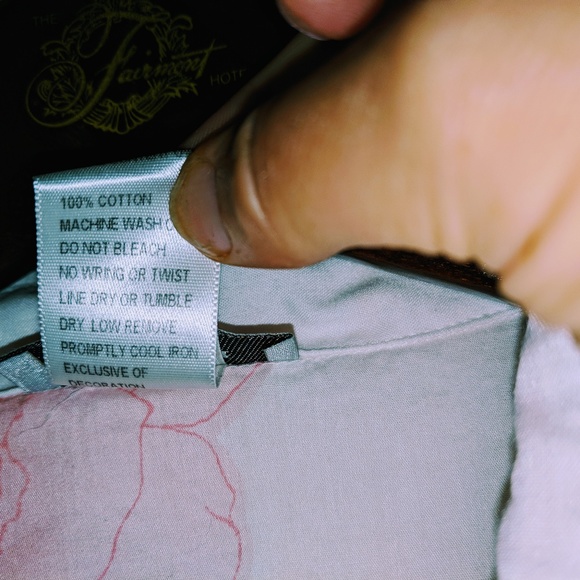 THE
Fairmont
100% COTTON
MACHINE WASH
DO NOT BLEACH
NO WRING OR TWIST
LINE DRY OR TUMBLE
DRY LOW REMOVE
PROMPTLY COOL IRON
EXCLUSIVE OF
DECORATION